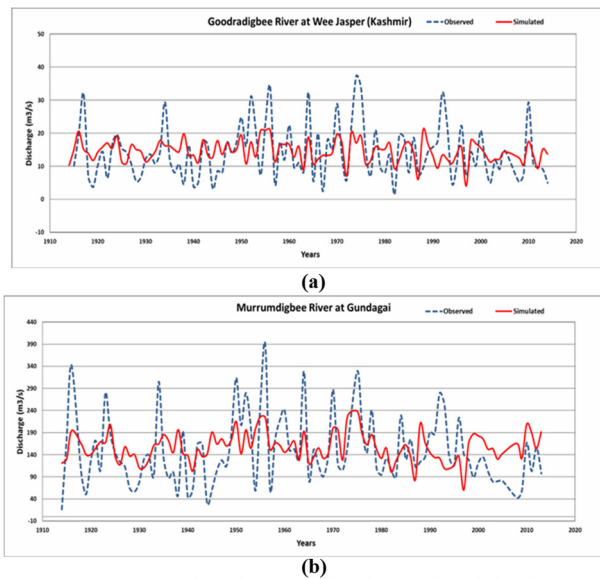 Goodradigbee River at Wee Jasper (Kashmir)
Observed
Simulated
Discharge (m3/s)
50
40
30
20
10
0
-10
1910 1920 1930 1940 1950 1960 1970 1980 1990 2000 2010 2020
Years
(a)
Murrumdigbee River at Gundagai
Observed
Simulated
Discharge (m3/s)
440
390
340
290
240
190
140
90
40
-10
1910 1920 1930 1940 1950 1960 1970 1980 1990 2000 2010 2020
Years
(b)